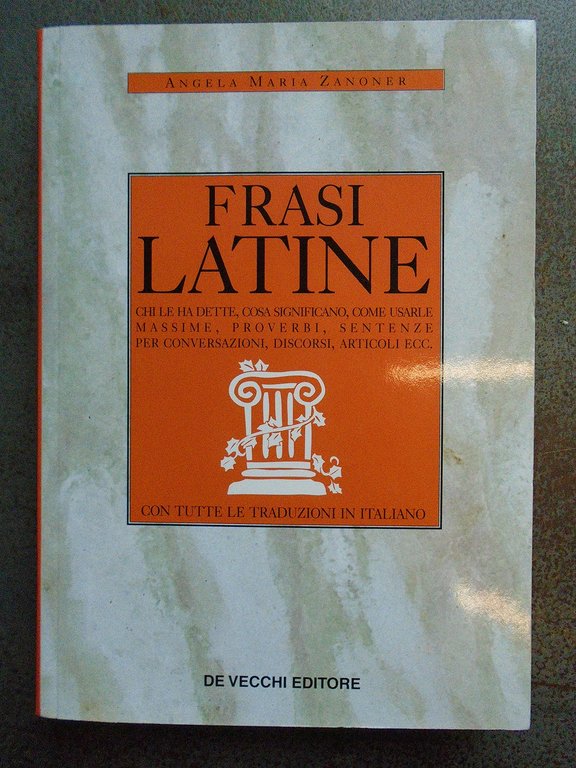 ANGELA MARIA ZANONER
FRASI
LATINE
CHI LE HA DETTE, COSA SIGNIFICANO, COME USARLE
MASSIME, PROVERBI, SENTENZE
PER CONVERSAZIONI, DISCORSI, ARTICOLI ECC.
CON TUTTE LE TRADUZIONI IN ITALIANO
DE VECCHI EDITORE